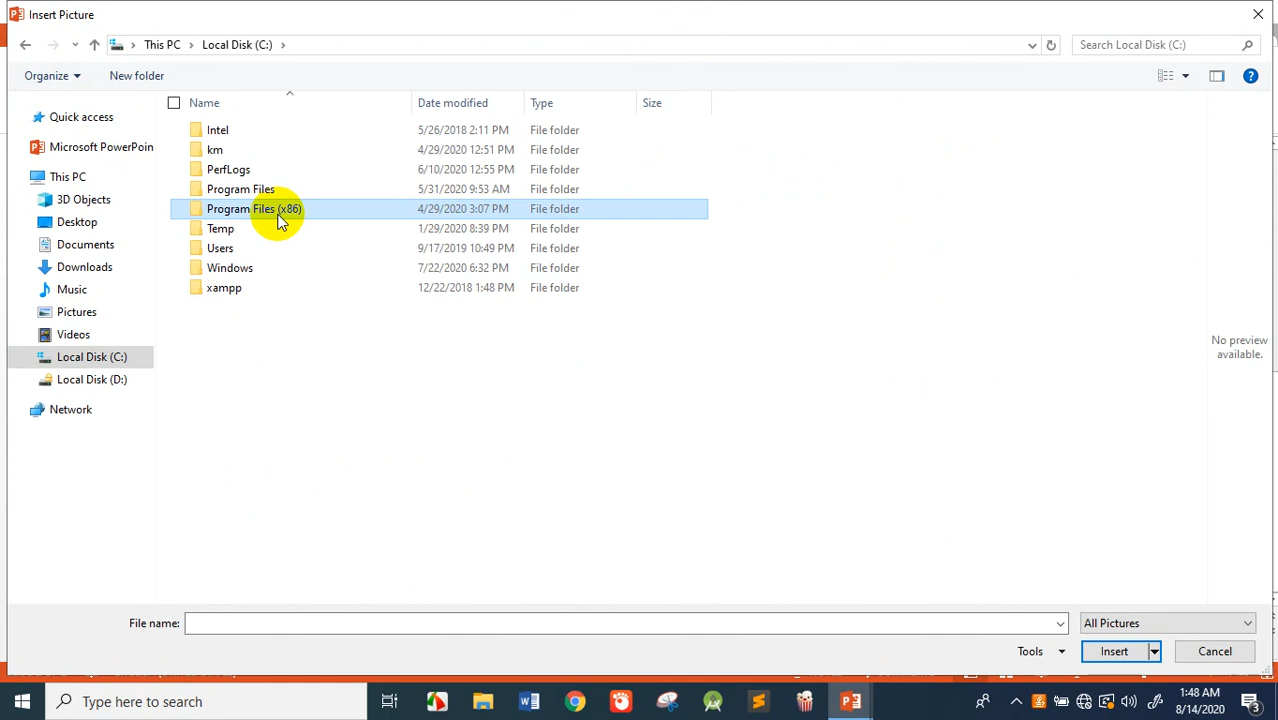 Insert Picture
This PC Local Disk (C:)
Search Local Disk (C:)
Organize New folder
Name Date modified Type Size
Quick access
Microsoft PowerPoin
This PC
3D Objects
Desktop
Documents
Downloads
Music
Pictures
Videos
Local Disk (C:)
Local Disk (D:)
Network
Intel 5/26/2018 2:11 PM File folder
km 4/29/2020 12:51 PM File folder
PerfLogs 6/10/2020 12:55 PM File folder
Program Files 5/31/2020 9:53 AM File folder
Program Files (x86) 4/29/2020 3:07 PM File folder
Temp 1/29/2020 8:39 PM File folder
Users 9/17/2019 10:49 PM File folder
Windows 7/22/2020 6:32 PM File folder
xampp 12/22/2018 1:48 PM File folder
No preview
available.
File name: All Pictures
Tools Insert Cancel
Type here to search
1:48 AM
8/14/2020
3